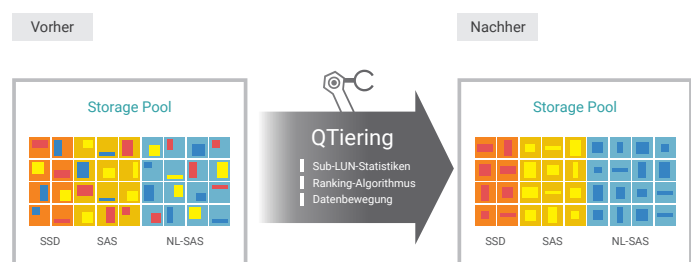 Vorher
Nachher
Storage Pool
QTiering
Sub-LUN-Statistiken
Ranking-Algorithmus
Datenbewegung
Storage Pool
SSD SAS NL-SAS
SSD SAS NL-SAS